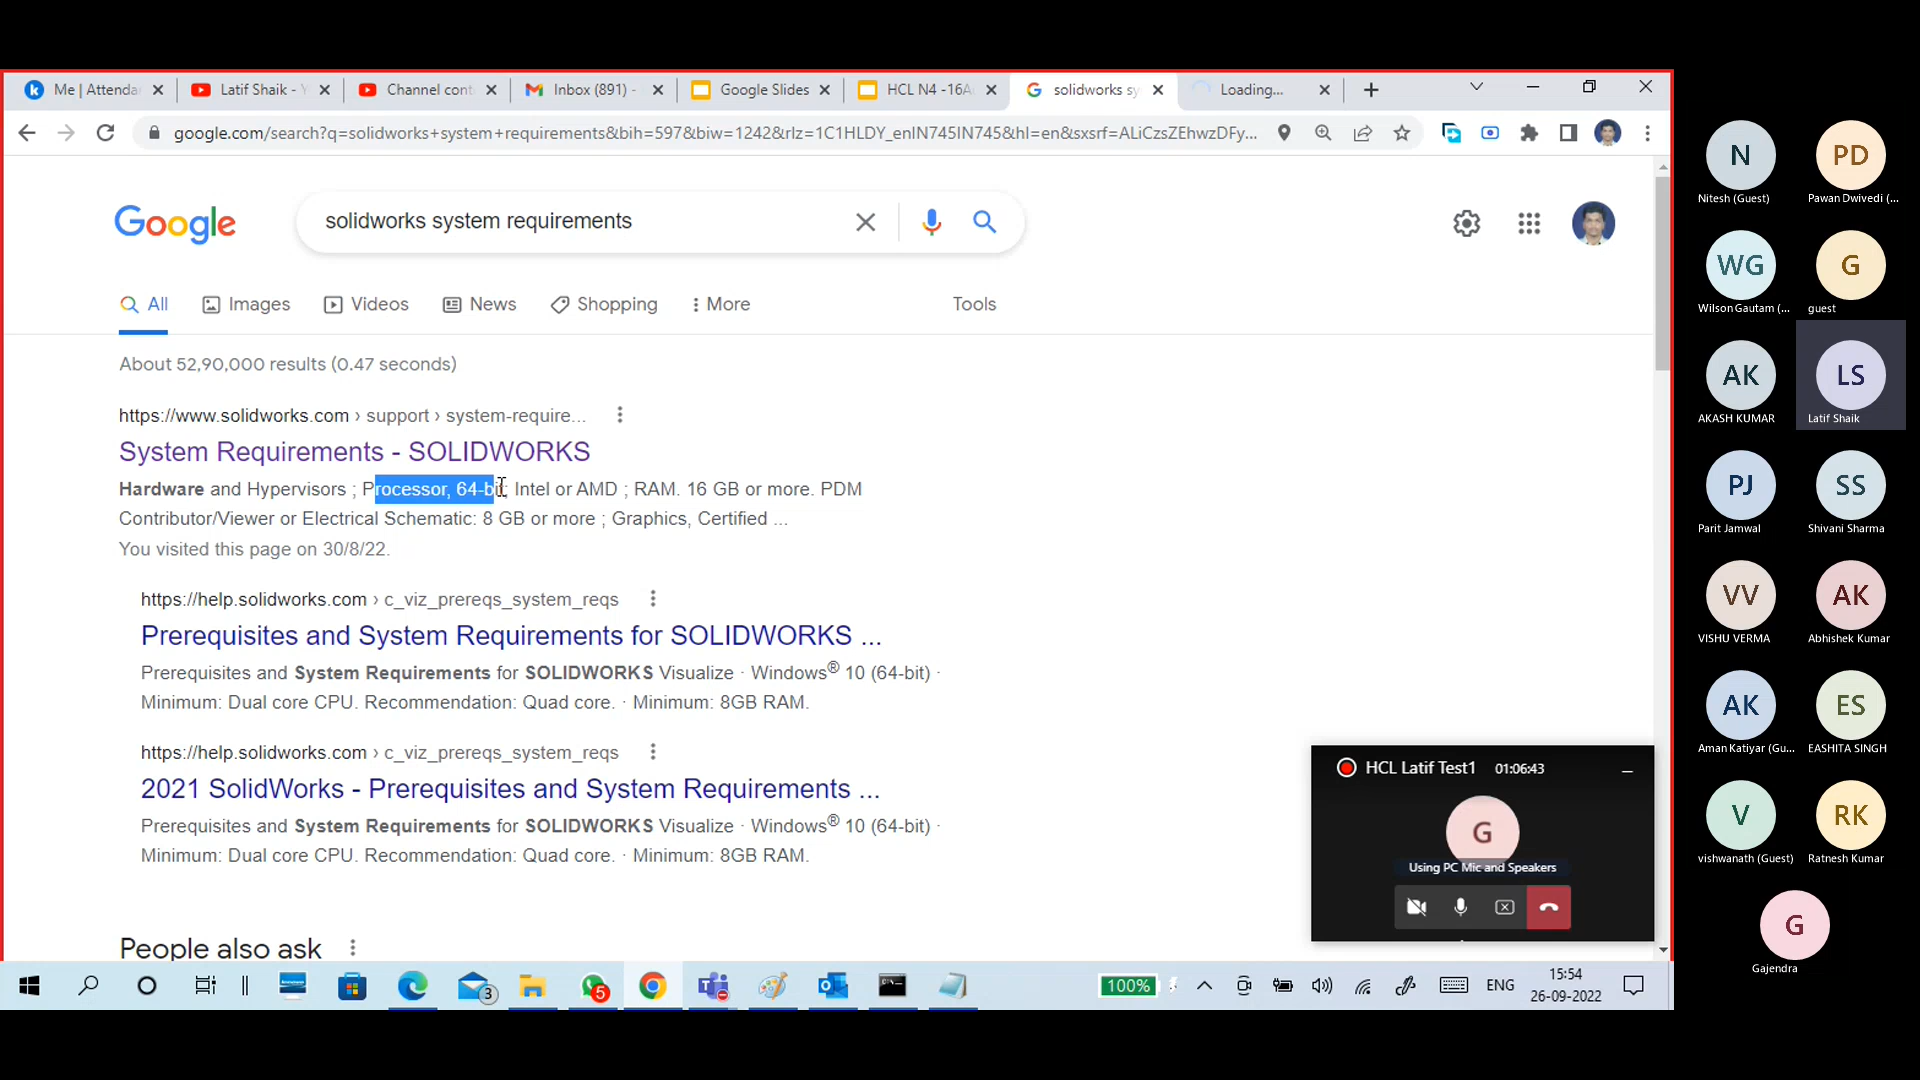 Me | Attenda
Latif Shaik - Y
Channel cont
Inbox (891) -
Google Slides
HCL N4 -16A
solidworks sy
Loading...
google.com/search?q=solidworks+system+requirements&bih=597&biw=1242&rlz=1C1HLDY_enIN745IN745&hl=en&sxsrf=ALiCzsZEhwzDFy...
Google
solidworks system requirements
All
Images
Videos
News
Shopping
More
Tools
About 52,90,000 results (0.47 seconds)
https://www.solidworks.com › support › system-require...
System Requirements - SOLIDWORKS
Hardware and Hypervisors ; Processor, 64-bit; Intel or AMD ; RAM. 16 GB or more. PDM
Contributor/Viewer or Electrical Schematic: 8 GB or more ; Graphics, Certified ...
You visited this page on 30/8/22.
https://help.solidworks.com › c_viz_prereqs_system_reqs
Prerequisites and System Requirements for SOLIDWORKS ...
Prerequisites and System Requirements for SOLIDWORKS Visualize · Windows® 10 (64-bit) ·
Minimum: Dual core CPU. Recommendation: Quad core. · Minimum: 8GB RAM.
https://help.solidworks.com › c_viz_prereqs_system_reqs
2021 SolidWorks - Prerequisites and System Requirements ...
Prerequisites and System Requirements for SOLIDWORKS Visualize · Windows® 10 (64-bit) ·
Minimum: Dual core CPU. Recommendation: Quad core. · Minimum: 8GB RAM.
People also ask
HCL Latif Test1 01:06:43
G
Using PC Mic and Speakers
3
5
100%
ENG
15:54
26-09-2022
N
Nitesh (Guest)
PD
Pawan Dwivedi (...
WG
Wilson Gautam (...
G
guest
AK
AKASH KUMAR
LS
Latif Shaik
PJ
Parit Jamwal
SS
Shivani Sharma
VV
VISHU VERMA
AK
Abhishek Kumar
AK
Aman Katiyar (Gu...
ES
EASHITA SINGH
V
vishwanath (Guest)
RK
Ratnesh Kumar
G
Gajendra